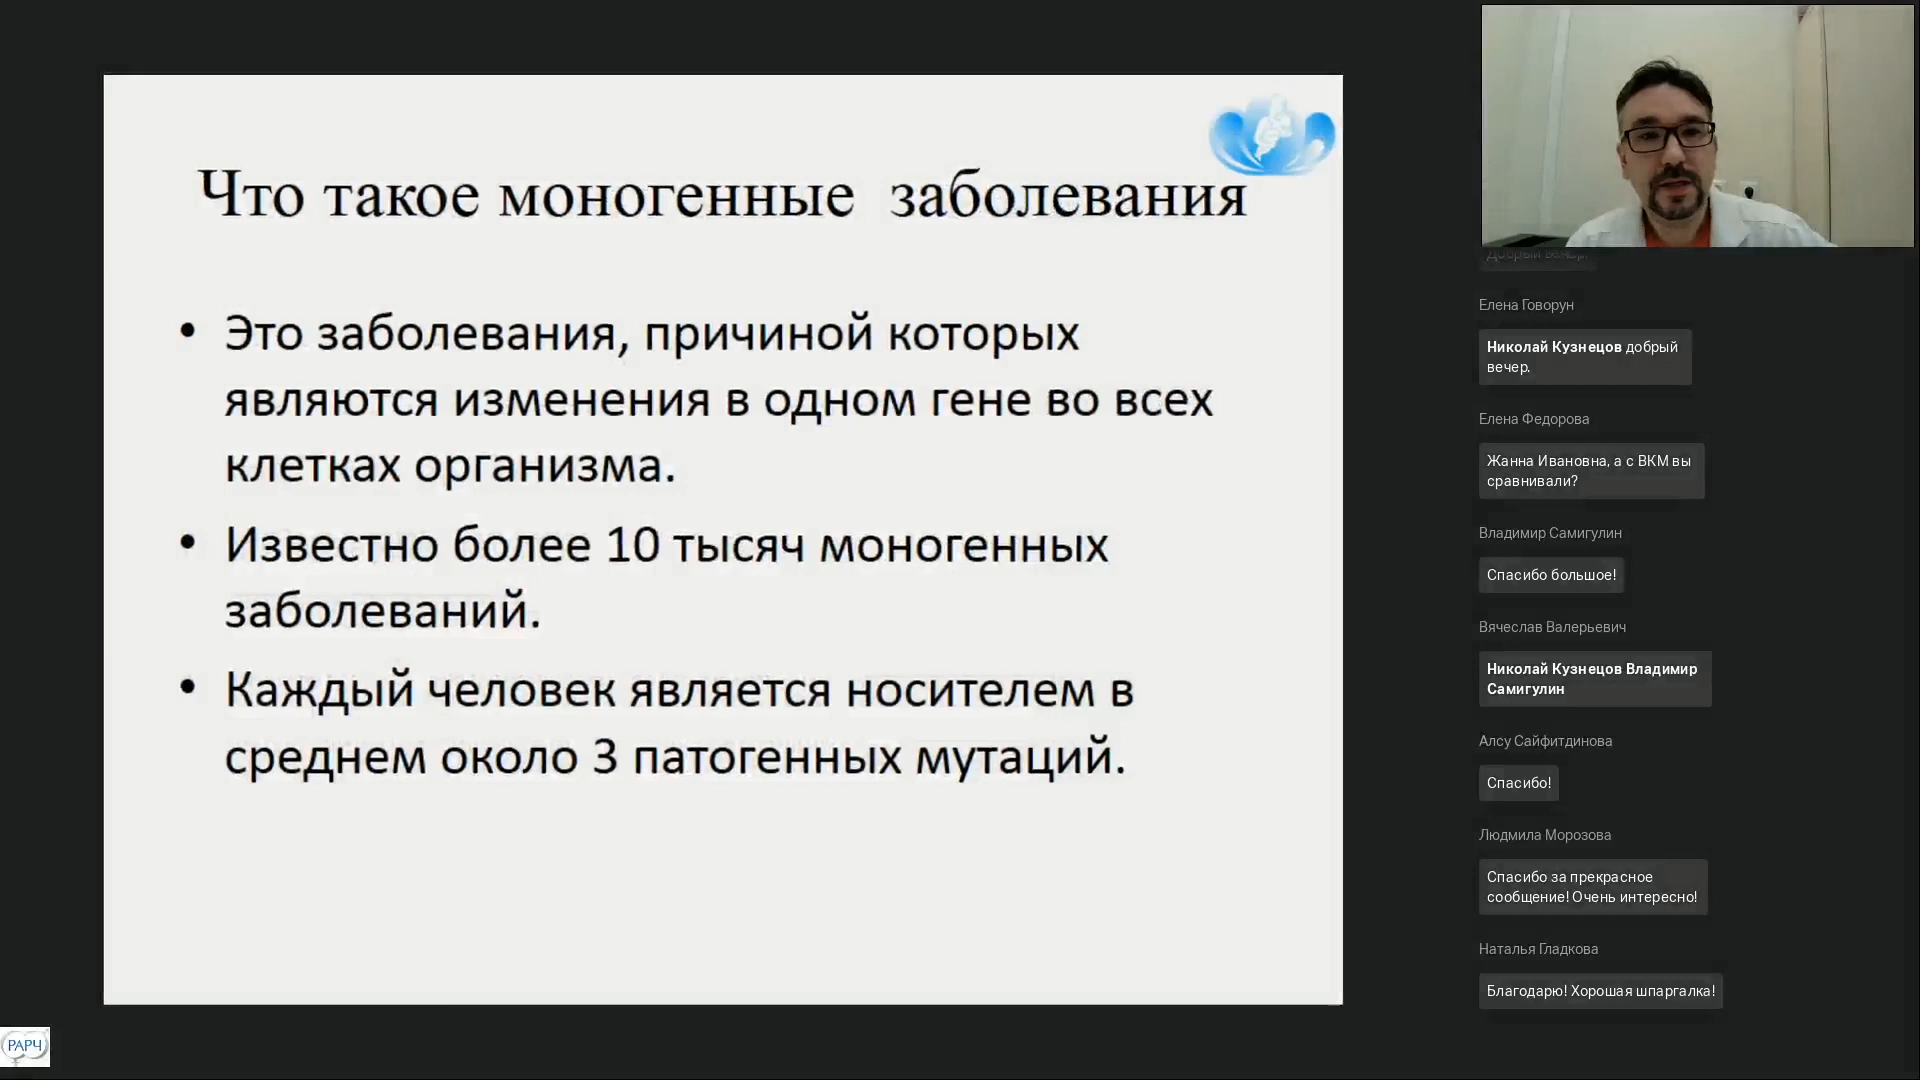 Что такое моногенные заболевания
• Это заболевания, причиной которых
являются изменения в одном гене во всех
клетках организма.
• Известно более 10 тысяч моногенных
заболеваний.
• Каждый человек является носителем в
среднем около 3 патогенных мутаций.
Добрый вечер!
Елена Говорун
Николай Кузнецов добрый
вечер.
Елена Федорова
Жанна Ивановна, а с ВКМ вы
сравнивали?
Владимир Самигулин
Спасибо большое!
Вячеслав Валерьевич
Николай Кузнецов Владимир
Самигулин
Алсу Сайфитдинова
Спасибо!
Людмила Морозова
Спасибо за прекрасное
сообщение! Очень интересно!
Наталья Гладкова
Благодарю! Хорошая шпаргалка!
РАРЧ